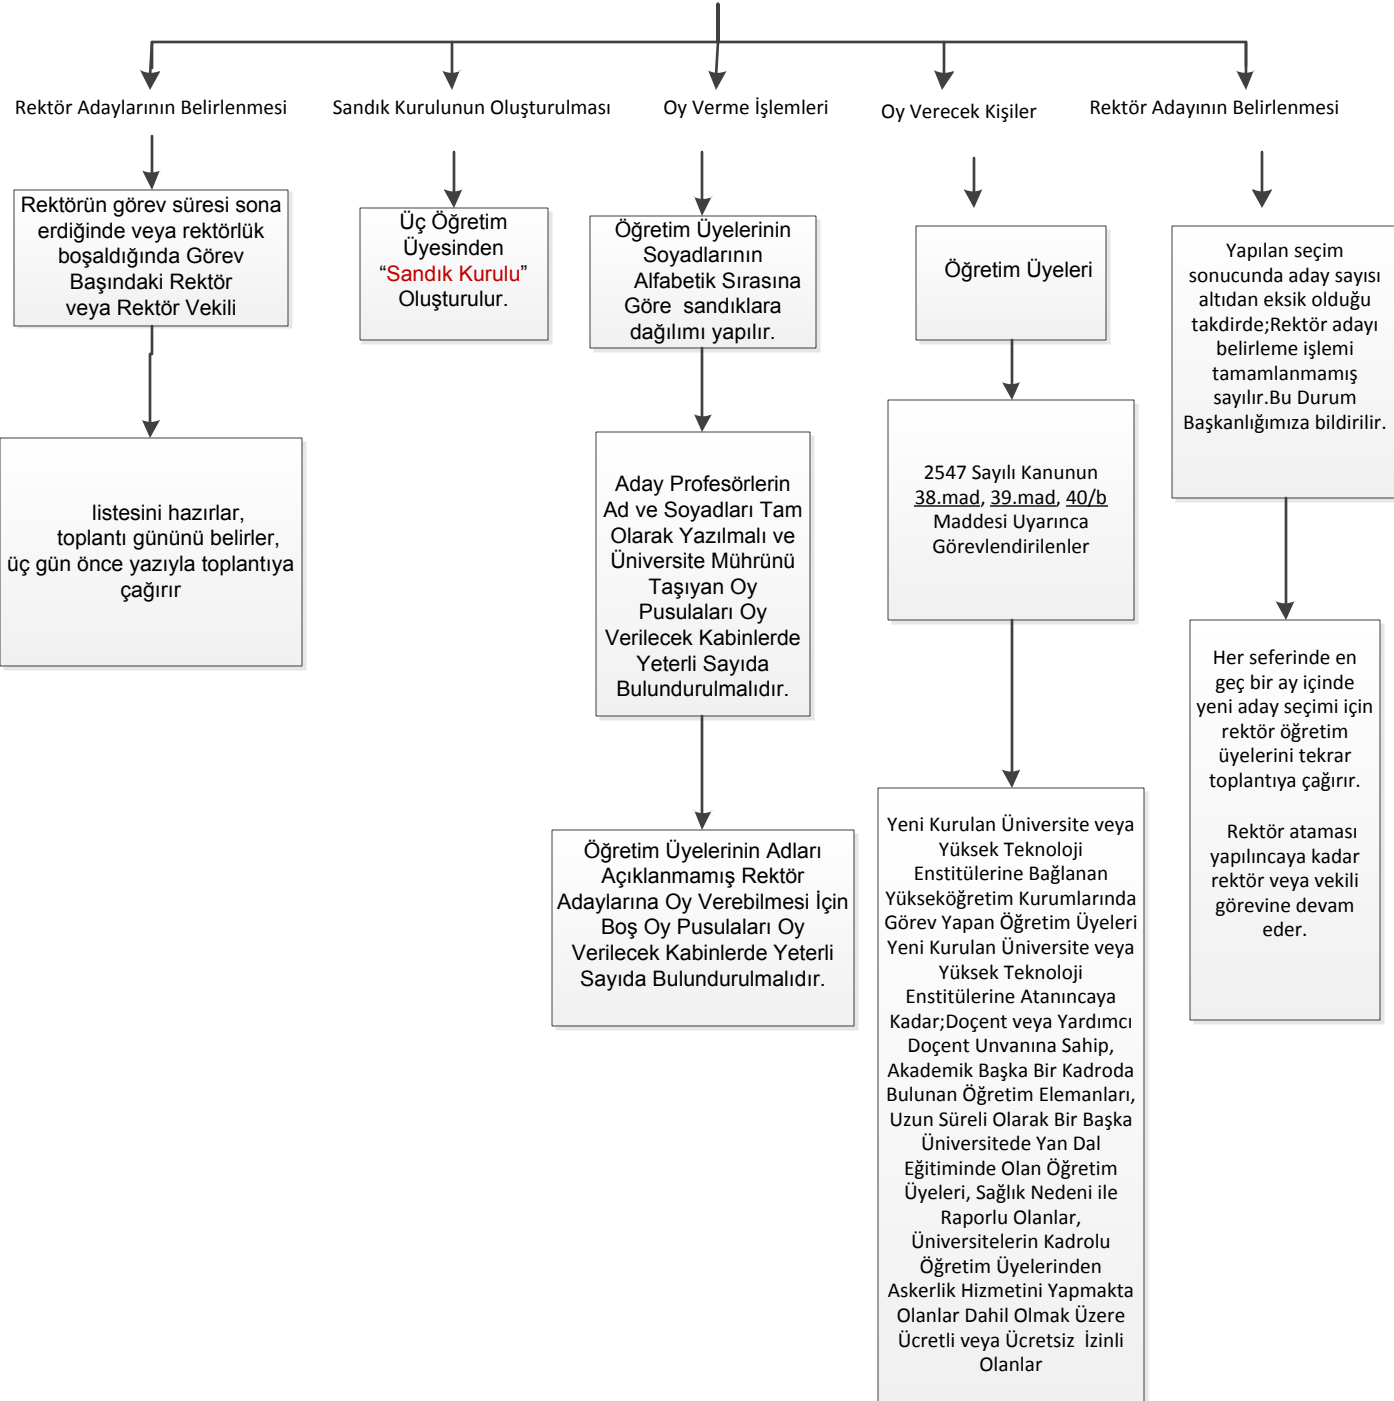 Rektör Adaylarının Belirlenmesi
Rektörün görev süresi sona
erdiğinde veya rektörlük
boşaldığında Görev
Başındaki Rektör
veya Rektör Vekili
listesini hazırlar,
toplantı gününü belirler,
üç gün önce yazıyla toplantıya
çağırır
Sandık Kurulunun Oluşturulması
Üç Öğretim
Üyesinden
“Sandık Kurulu”
Oluşturulur.
Oy Verme İşlemleri
Öğretim Üyelerinin
Soyadlarının
Alfabetik Sırasına
Göre sandıklara
dağılımı yapılır.
Aday Profesörlerin
Ad ve Soyadları Tam
Olarak Yazılmalı ve
Üniversite Mührünü
Taşıyan Oy
Pusulaları Oy
Verilecek Kabinlerde
Yeterli Sayıda
Bulundurulmalıdır.
Öğretim Üyelerinin Adları
Açıklanmamış Rektör
Adaylarına Oy Verebilmesi İçin
Boş Oy Pusulaları Oy
Verilecek Kabinlerde Yeterli
Sayıda Bulundurulmalıdır.
Oy Verecek Kişiler
Öğretim Üyeleri
2547 Sayılı Kanunun
38.mad, 39.mad, 40/b
Maddesi Uyarınca
Görevlendirilenler
Yeni Kurulan Üniversite veya
Yüksek Teknoloji
Enstitülerine Bağlanan
Yükseköğretim Kurumlarında
Görev Yapan Öğretim Üyeleri
Yeni Kurulan Üniversite veya
Yüksek Teknoloji
Enstitülerine Atanıncaya
Kadar;Doçent veya Yardımcı
Doçent Unvanına Sahip,
Akademik Başka Bir Kadroda
Bulunan Öğretim Elemanları,
Uzun Süreli Olarak Bir Başka
Üniversitede Yan Dal
Eğitiminde Olan Öğretim
Üyeleri, Sağlık Nedeni ile
Raporlu Olanlar,
Üniversitelerin Kadrolu
Öğretim Üyelerinden
Askerlik Hizmetini Yapmakta
Olanlar Dahil Olmak Üzere
Ücretli veya Ücretsiz İzinli
Olanlar
Rektör Adayının Belirlenmesi
Yapılan seçim
sonucunda aday sayısı
altıdan eksik olduğu
takdirde;Rektör adayı
belirleme işlemi
tamamlanmamış
sayılır.Bu Durum
Başkanlığımıza bildirilir.
Her seferinde en
geç bir ay içinde
yeni aday seçimi için
rektör öğretim
üyelerini tekrar
toplantıya çağırır.
Rektör ataması
yapılıncaya kadar
rektör veya vekili
görevine devam
eder.